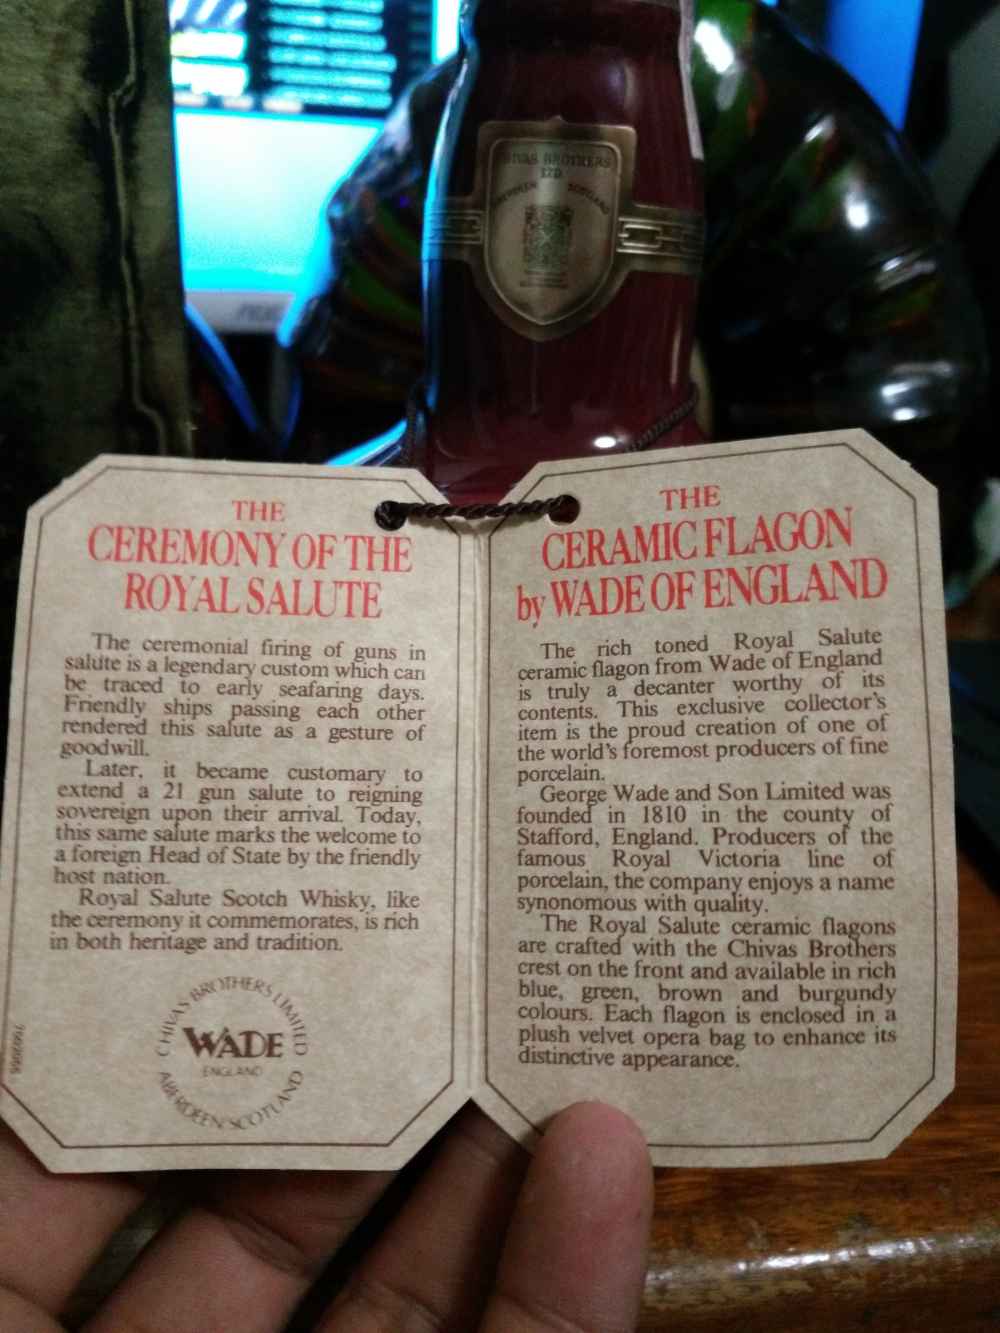 CHIVAS BROTHERS
LTD.
ABERDEEN SCOTLAND
THE
CEREMONY OF THE
ROYAL SALUTE
The ceremonial firing of guns in
salute is a legendary custom which can
be traced to early seafaring days.
Friendly ships passing each other
rendered this salute as a gesture of
goodwill.
Later, it became customary to
extend a 21 gun salute to reigning
sovereign upon their arrival. Today,
this same salute marks the welcome to
a foreign Head of State by the friendly
host nation.
Royal Salute Scotch Whisky, like
the ceremony it commemorates, is rich
in both heritage and tradition.
CHIVAS BROTHERS LIMITED
WADE
ENGLAND
ABERDEEN SCOTLAND
THE
CERAMIC FLAGON
by WADE OF ENGLAND
The rich toned Royal Salute
ceramic flagon from Wade of England
is truly a decanter worthy of its
contents. This exclusive collector's
item is the proud creation of one of
the world's foremost producers of fine
porcelain.
George Wade and Son Limited was
founded in 1810 in the county of
Stafford, England. Producers of the
famous Royal Victoria line of
porcelain, the company enjoys a name
synonomous with quality.
The Royal Salute ceramic flagons
are crafted with the Chivas Brothers
crest on the front and available in rich
blue, green, brown and burgundy
colours. Each flagon is enclosed in a
plush velvet opera bag to enhance its
distinctive appearance.